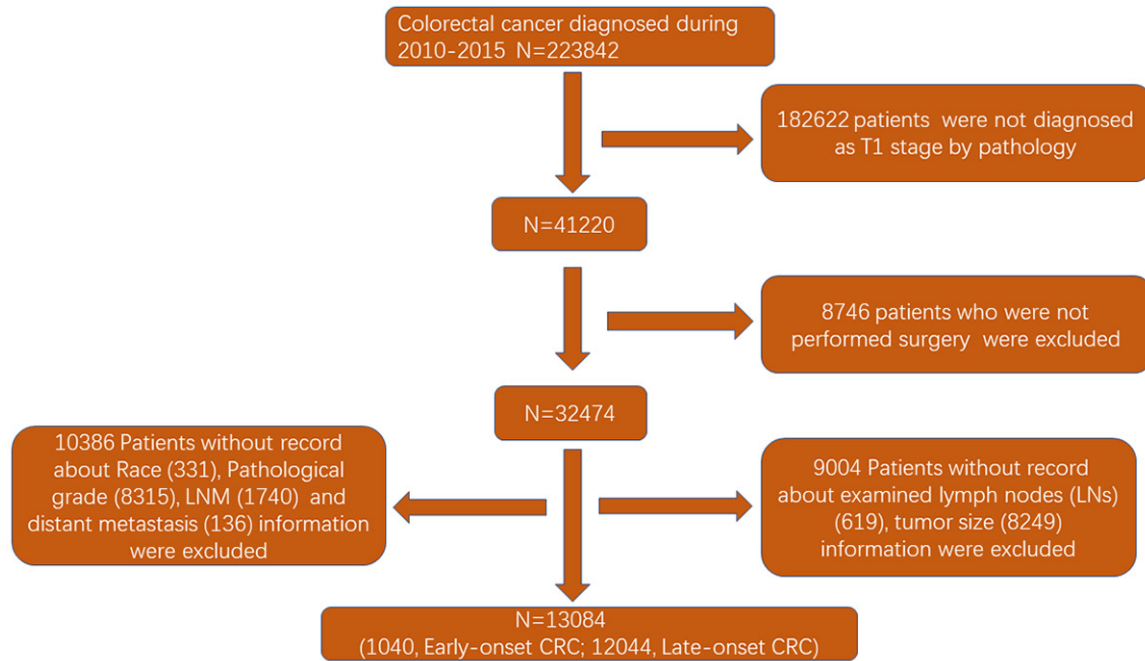 Colorectal cancer diagnosed during
2010-2015 N=223842
182622 patients were not diagnosed
as T1 stage by pathology
N=41220
8746 patients who were not
performed surgery were excluded
N=32474
10386 Patients without record
about Race (331), Pathological
grade (8315), LNM (1740) and
distant metastasis (136) information
were excluded
9004 Patients without record
about examined lymph nodes (LNs)
(619), tumor size (8249)
information were excluded
N=13084
(1040, Early-onset CRC; 12044, Late-onset CRC)